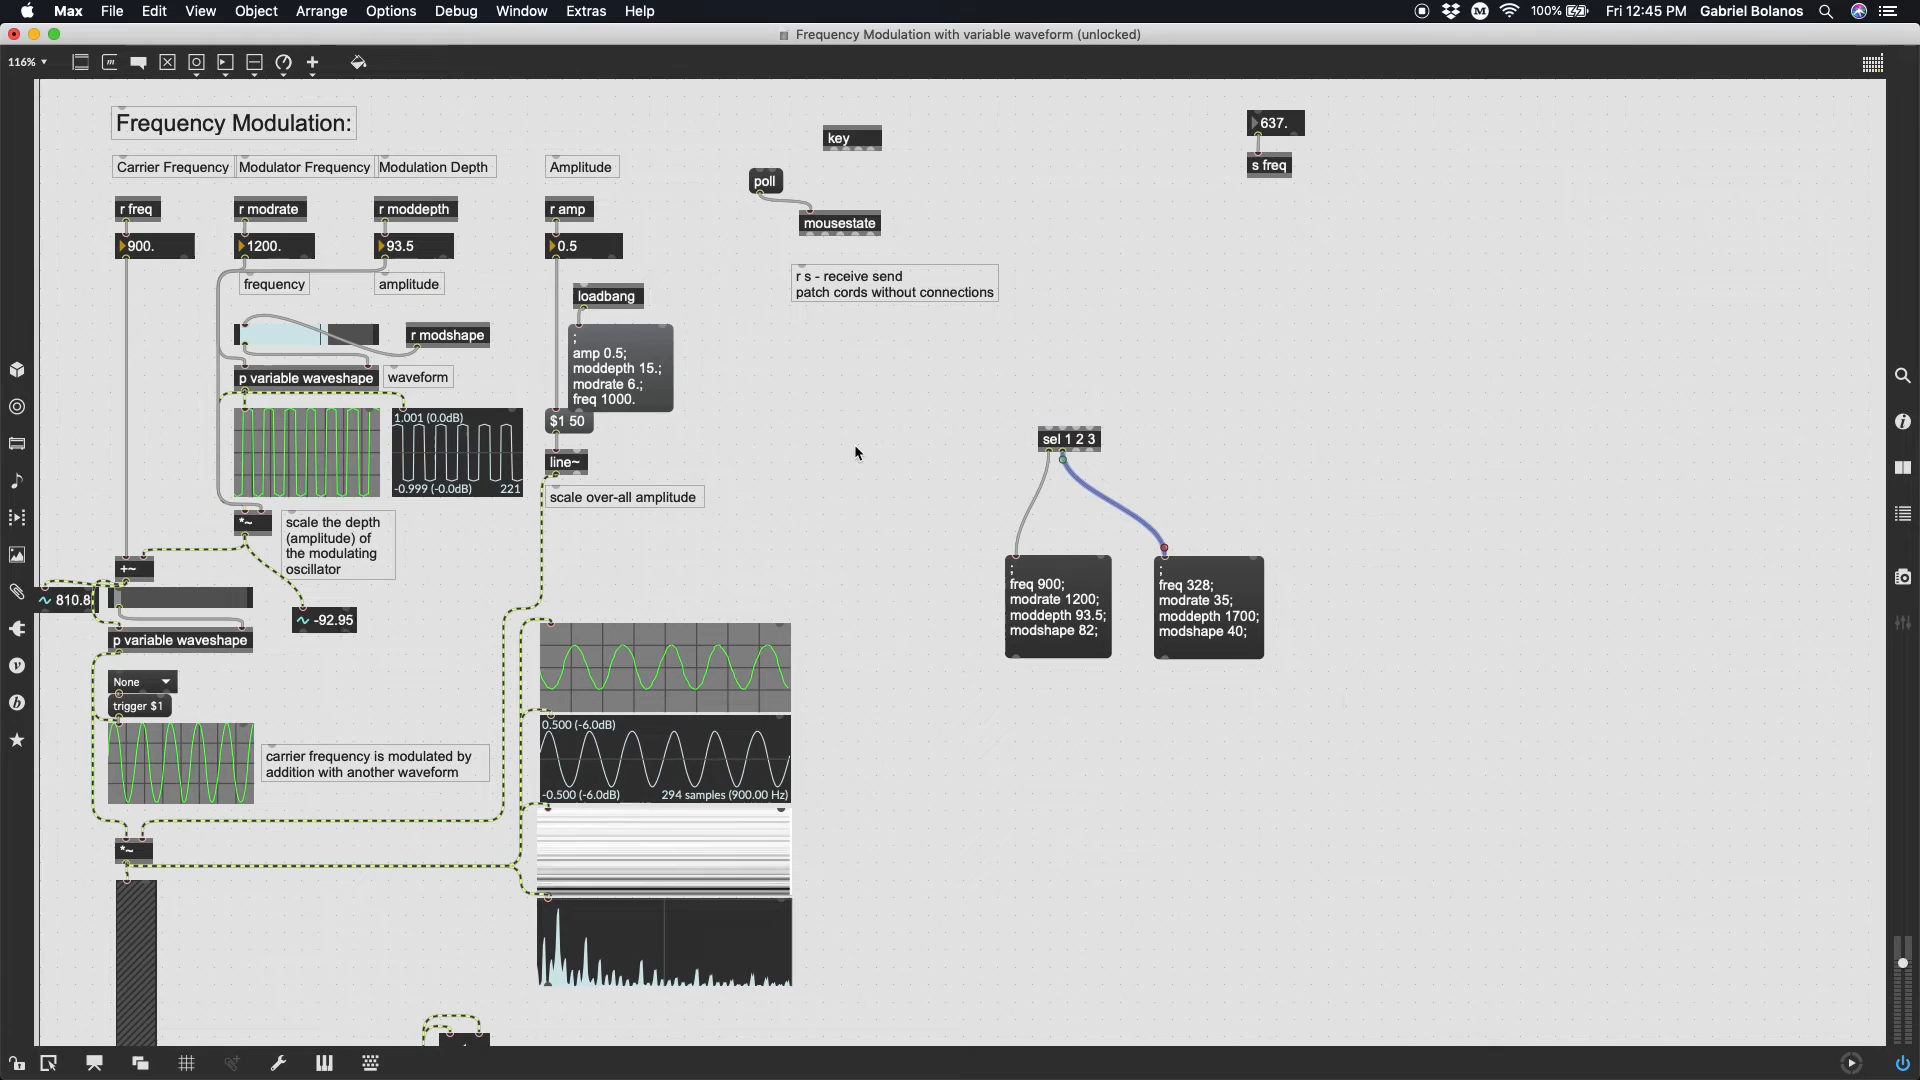 Max File Edit View Object Arrange Options Debug Window Extras Help
M 100% Fri 12:45 PM Gabriel Bolanos
Frequency Modulation with variable waveform (unlocked)
116%
Frequency Modulation:
Carrier Frequency Modulator Frequency Modulation Depth Amplitude
r freq r modrate r moddepth r amp
900. 1200. 93.5 0.5
frequency amplitude
r modshape
p variable waveshape waveform
1.001 (0.0dB)
-0.999 (-0.0dB) 221
*~
scale the depth
(amplitude) of
the modulating
oscillator
+~
810.8
-92.95
p variable waveshape
None
trigger $1
carrier frequency is modulated by
addition with another waveform
*~
loadbang
;
amp 0.5;
moddepth 15.;
modrate 6.;
freq 1000.
$1 50
line~
scale over-all amplitude
0.500 (-6.0dB)
-0.500 (-6.0dB) 294 samples (900.00 Hz)
key
poll
mousestate
r s - receive send
patch cords without connections
637.
s freq
sel 1 2 3
;
freq 900;
modrate 1200;
moddepth 93.5;
modshape 82;
;
freq 328;
modrate 35;
moddepth 1700;
modshape 40;